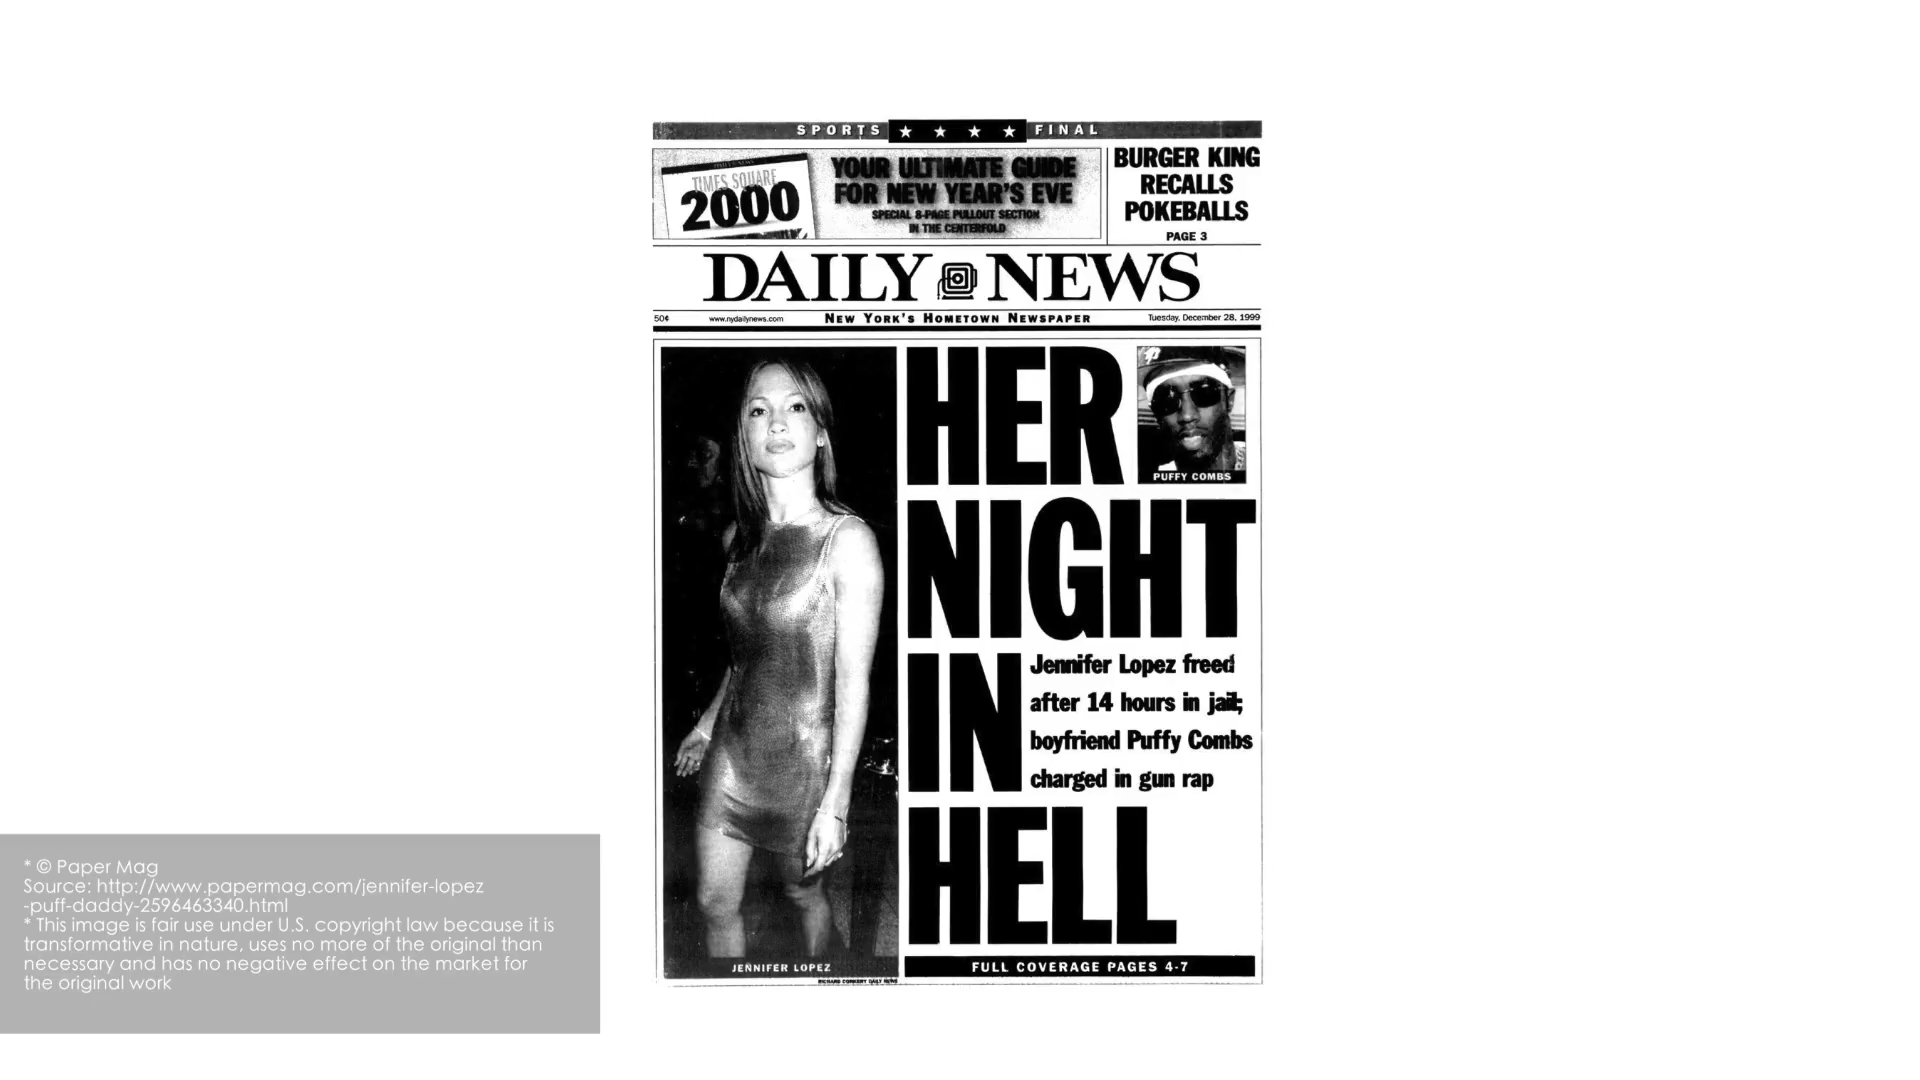 SPORTS ★ ★ ★ ★ FINAL
TIMES SQUARE
2000
YOUR ULTIMATE GUIDE
FOR NEW YEAR'S EVE
SPECIAL 8-PAGE PULLOUT SECTION
IN THE CENTERFOLD
BURGER KING
RECALLS
POKEBALLS
PAGE 3
DAILY NEWS
50¢ www.nydailynews.com NEW YORK'S HOMETOWN NEWSPAPER Tuesday, December 28, 1999
HER
PUFFY COMBS
NIGHT
IN
Jennifer Lopez freed
after 14 hours in jail;
boyfriend Puffy Combs
charged in gun rap
HELL
JENNIFER LOPEZ
FULL COVERAGE PAGES 4-7
RICHARD CORKERY DAILY NEWS
* © Paper Mag
Source: http://www.papermag.com/jennifer-lopez
-puff-daddy-2596463340.html
* This image is fair use under U.S. copyright law because it is
transformative in nature, uses no more of the original than
necessary and has no negative effect on the market for
the original work